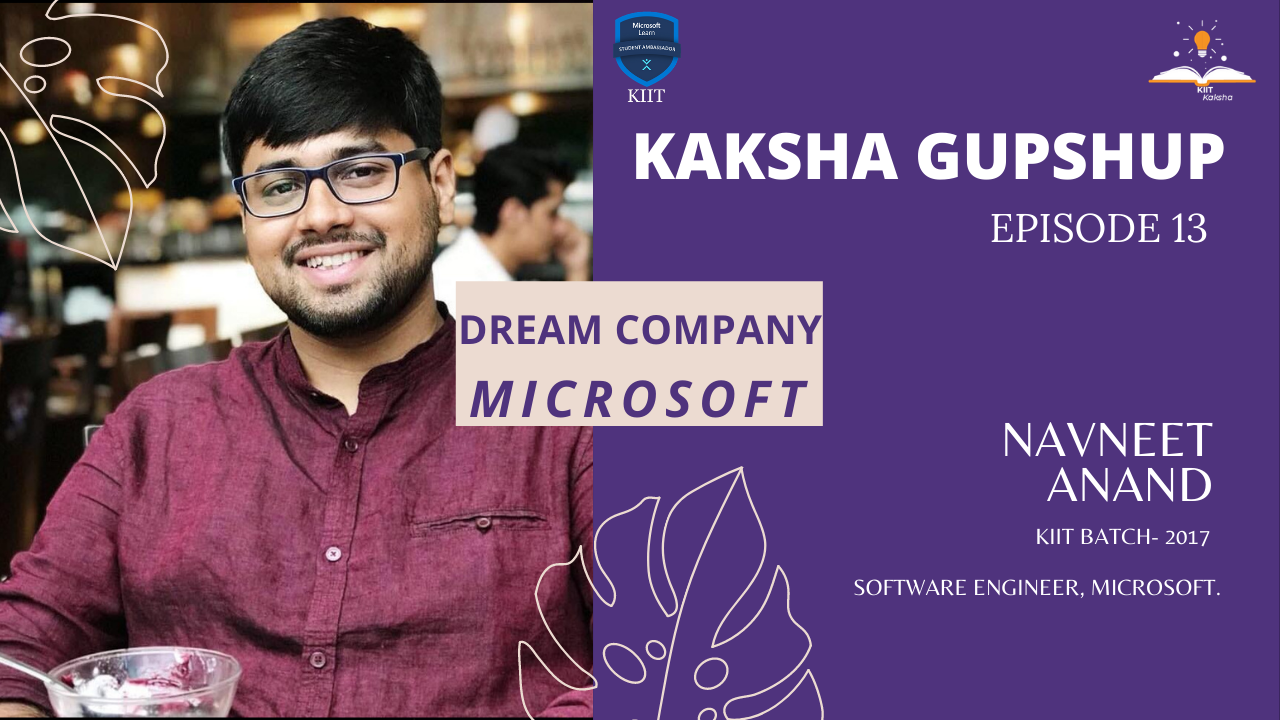 Microsoft
Learn
STUDENT AMBASSADOR
KIIT
KIIT
Kaksha
KAKSHA GUPSHUP
EPISODE 13
DREAM COMPANY
MICROSOFT
NAVNEET
ANAND
KIIT BATCH- 2017
SOFTWARE ENGINEER, MICROSOFT.